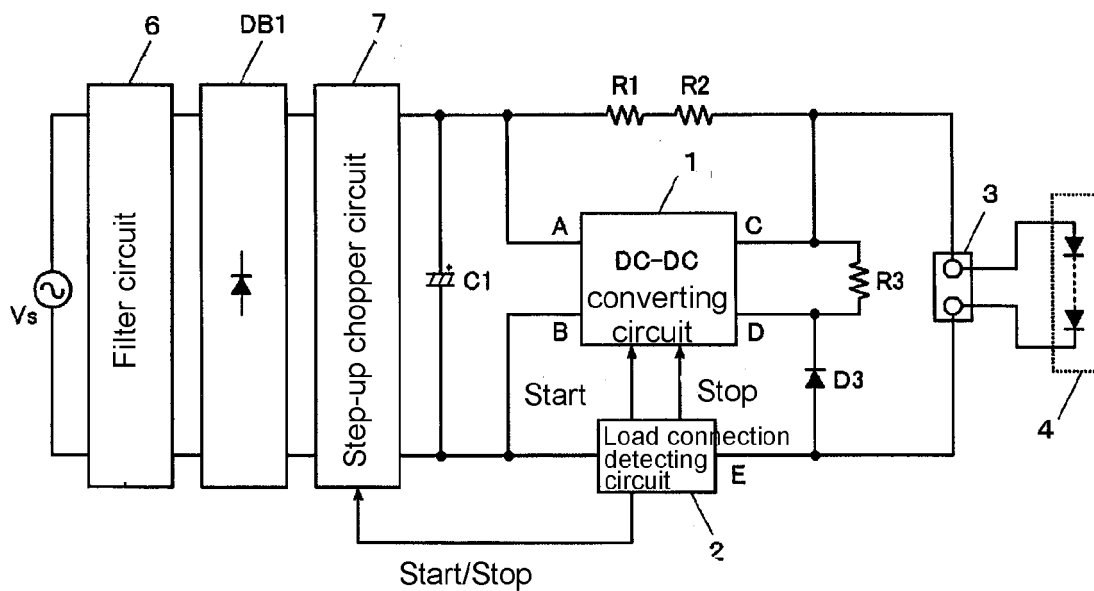 6
DB1
7
R1
R2
1
3
A
C
Filter circuit
Step-up chopper circuit
DC-DC
converting
circuit
R3
C1
Vs
B
D
Start
Stop
D3
4
Load connection
detecting
circuit
E
2
Start/Stop
+